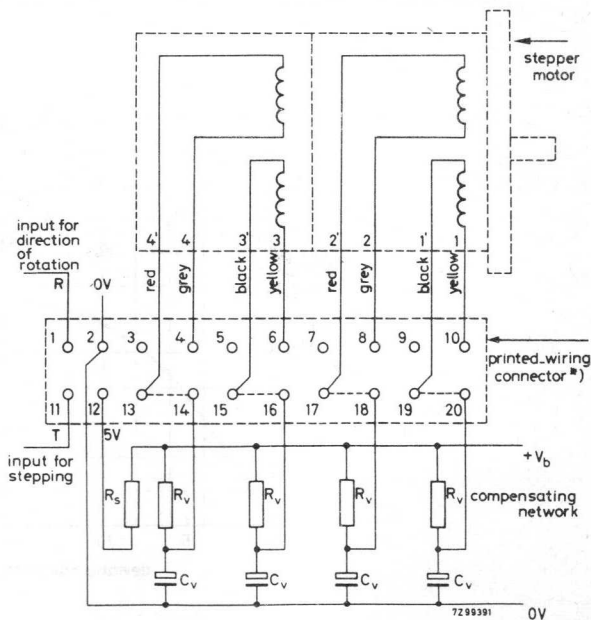 stepper
motor
4' 4 3' 3 2' 2 1' 1
red grey black yellow red grey black yellow
input for
direction
of
rotation
R
0V
1 2 3 4 5 6 7 8 9 10
printed-wiring
connector*)
11 12 13 14 15 16 17 18 19 20
T 5V
input for
stepping
+Vb
Rs Rv Rv Rv Rv
compensating
network
Cv Cv Cv Cv
7Z99391
0V